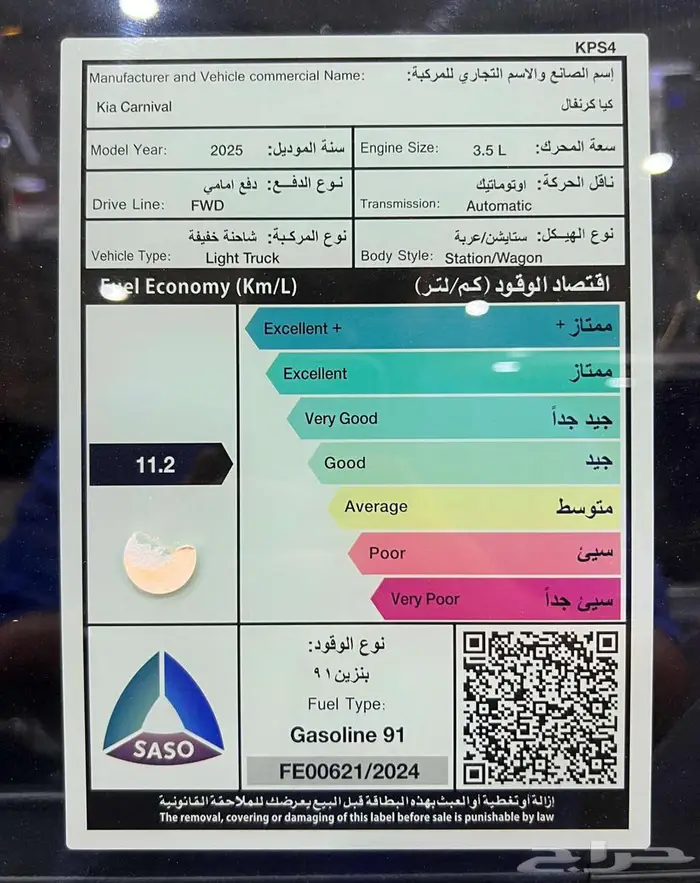 KPS4
Manufacturer and Vehicle commercial Name: إسم الصانع والاسم التجاري للمركبة:
Kia Carnival كيا كرنفال
Model Year: 2025 سنة الموديل:
Engine Size: 3.5 L سعة المحرك:
نوع الدفع: دفع امامي
Drive Line: FWD
ناقل الحركة: اوتوماتيك
Transmission: Automatic
نوع المركبة: شاحنة خفيفة
Vehicle Type: Light Truck
نوع الهيكل: ستايشن/عربة
Body Style: Station/Wagon
Fuel Economy (Km/L) اقتصاد الوقود (كم/لتر)
Excellent + ممتاز +
Excellent ممتاز
Very Good جيد جداً
11.2
Good جيد
Average متوسط
Poor سيئ
Very Poor سيئ جداً
SASO
نوع الوقود:
بنزين ٩١
Fuel Type:
Gasoline 91
FE00621/2024
إزالة أو تغطية أو العبث بهذه البطاقة قبل البيع يعرضك للملاحقة القانونية
The removal, covering or damaging of this label before sale is punishable by law
حراج